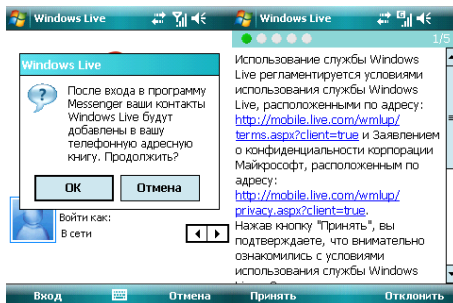 Windows Live
Windows Live
После входа в программу
Messenger ваши контакты
Windows Live будут
добавлены в вашу
телефонную адресную
книгу. Продолжить?
OK
Отмена
Войти как:
В сети
Вход
Отмена
Windows Live
1/5
Использование службы Windows
Live регламентируется условиями
использования службы Windows
Live, расположенными по адресу:
http://mobile.live.com/wmlup/
terms.aspx?client=true и Заявлением
о конфиденциальности корпорации
Майкрософт, расположенным по
адресу:
http://mobile.live.com/wmlup/
privacy.aspx?client=true.
Нажав кнопку "Принять", вы
подтверждаете, что внимательно
ознакомились с условиями
использования службы Windows
Принять
Отклонить